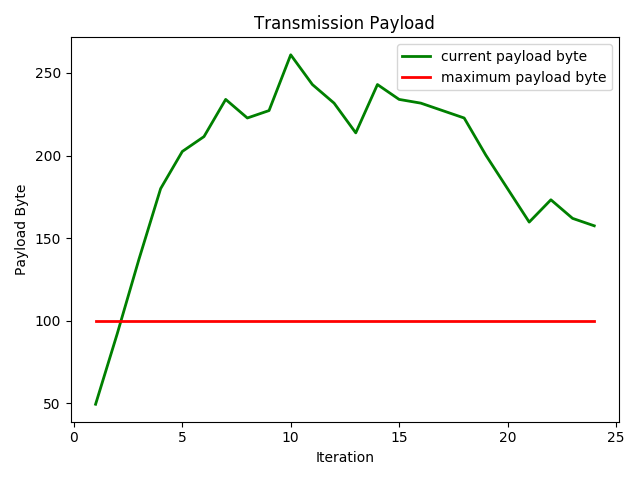 Transmission Payload
current payload byte
maximum payload byte
250
200
150
100
50
Payload Byte
0 5 10 15 20 25
Iteration